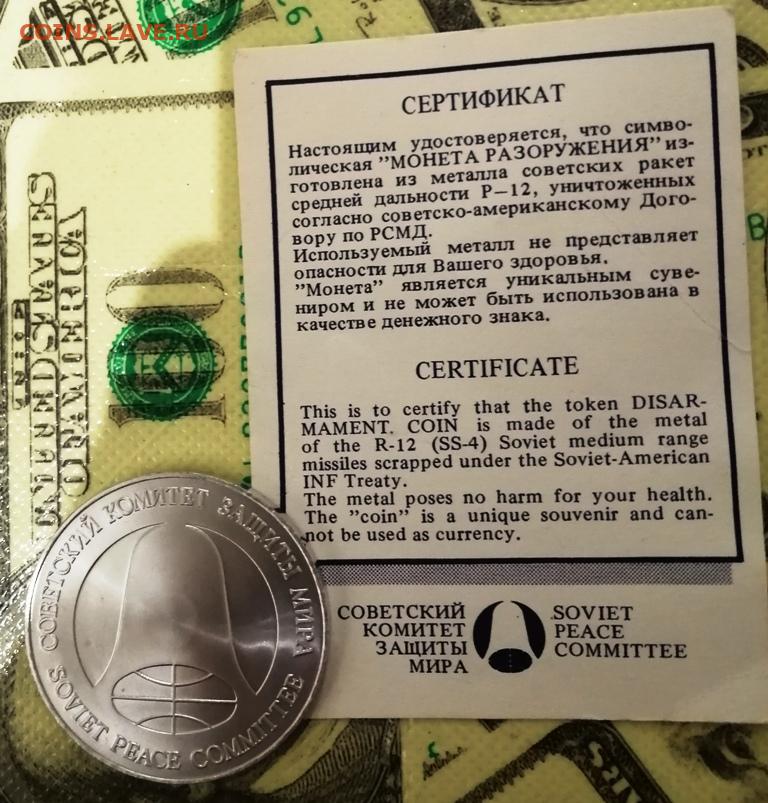 COINS.LAVE.RU
СЕРТИФИКАТ
Настоящим удостоверяется, что симво-
лическая "МОНЕТА РАЗОРУЖЕНИЯ" из-
готовлена из металла советских ракет
средней дальности Р—12, уничтоженных
согласно советско-американскому Дого-
вору по РСМД.
Используемый металл не представляет
опасности для Вашего здоровья.
"Монета" является уникальным суве-
ниром и не может быть использована в
качестве денежного знака.
CERTIFICATE
This is to certify that the token DISAR-
MAMENT. COIN is made of the metal
of the R-12 (SS-4) Soviet medium range
missiles scrapped under the Soviet-American
INF Treaty.
The metal poses no harm for your health.
The "coin" is a unique souvenir and can-
not be used as currency.
СОВЕТСКИЙ
КОМИТЕТ
ЗАЩИТЫ
МИРА
SOVIET
PEACE
COMMITTEE
СОВЕТСКИЙ КОМИТЕТ ЗАЩИТЫ МИРА
SOVIET PEACE COMMITTEE
100